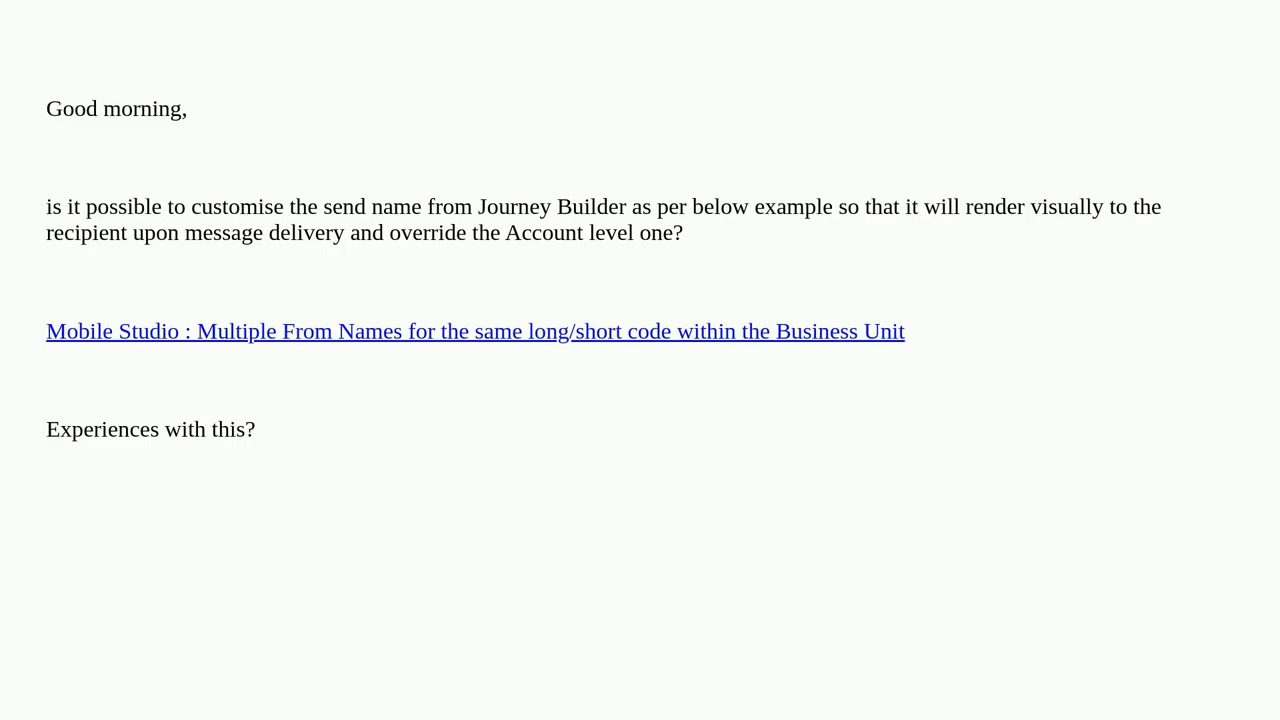 Good morning,
is it possible to customise the send name from Journey Builder as per below example so that it will render visually to the
recipient upon message delivery and override the Account level one?
Mobile Studio : Multiple From Names for the same long/short code within the Business Unit
Experiences with this?